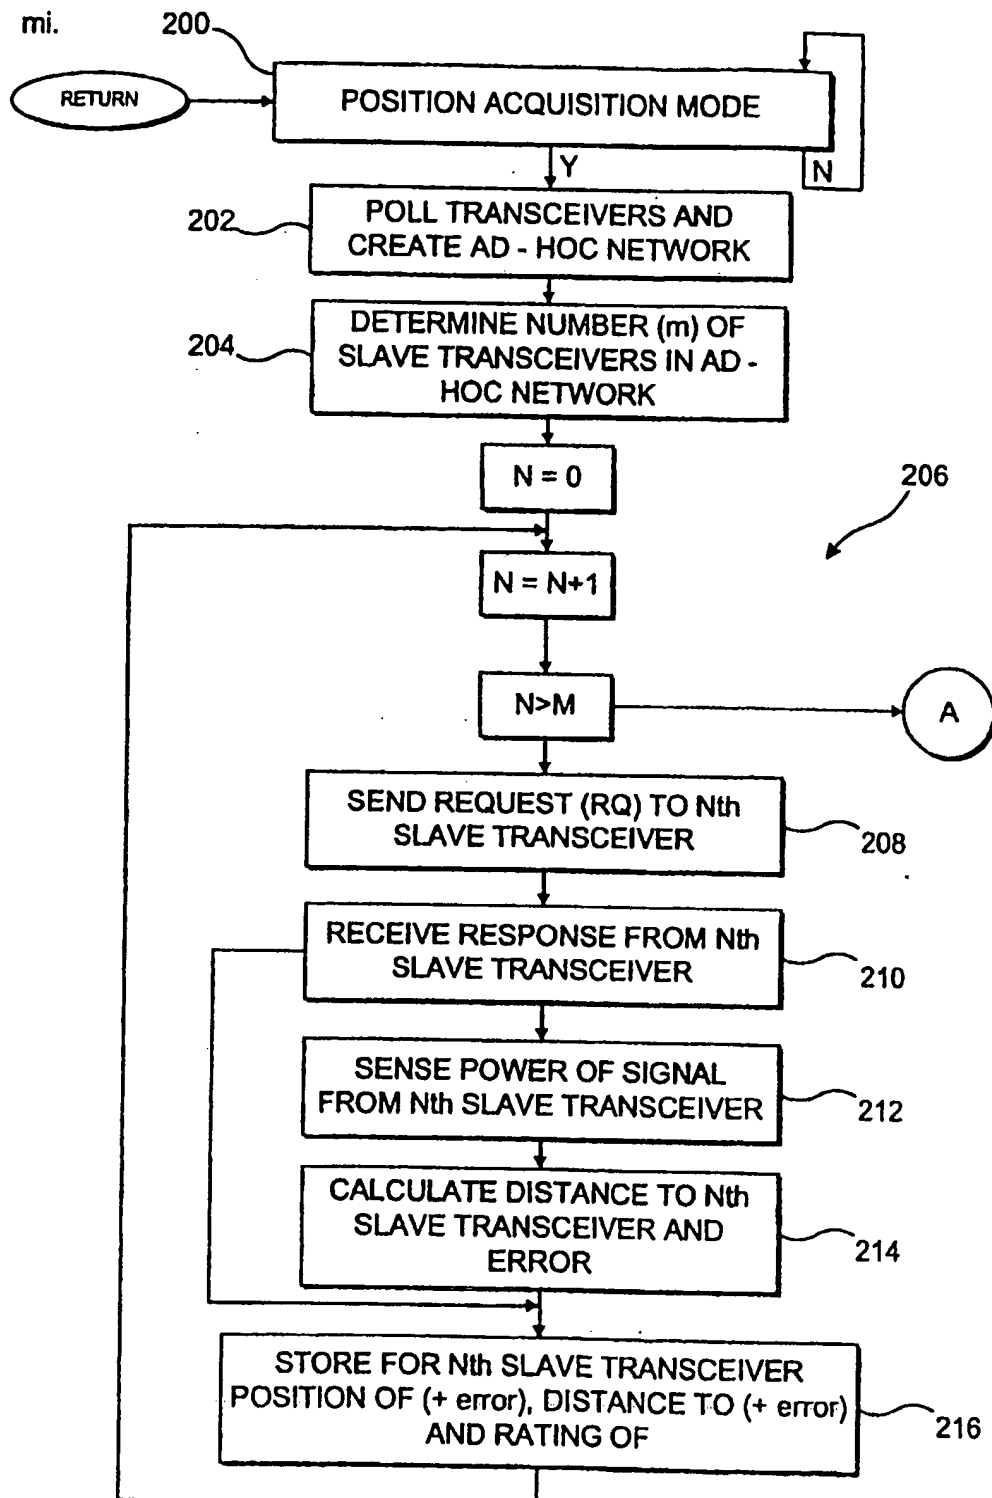 mi.
200
RETURN
POSITION ACQUISITION MODE
Y
N
202
POLL TRANSCEIVERS AND
CREATE AD - HOC NETWORK
204
DETERMINE NUMBER (m) OF
SLAVE TRANSCEIVERS IN AD -
HOC NETWORK
N = 0
206
N = N+1
N>M
A
SEND REQUEST (RQ) TO Nth
SLAVE TRANSCEIVER
208
RECEIVE RESPONSE FROM Nth
SLAVE TRANSCEIVER
210
SENSE POWER OF SIGNAL
FROM Nth SLAVE TRANSCEIVER
212
CALCULATE DISTANCE TO Nth
SLAVE TRANSCEIVER AND
ERROR
214
STORE FOR Nth SLAVE TRANSCEIVER
POSITION OF (+ error), DISTANCE TO (+ error)
AND RATING OF
216